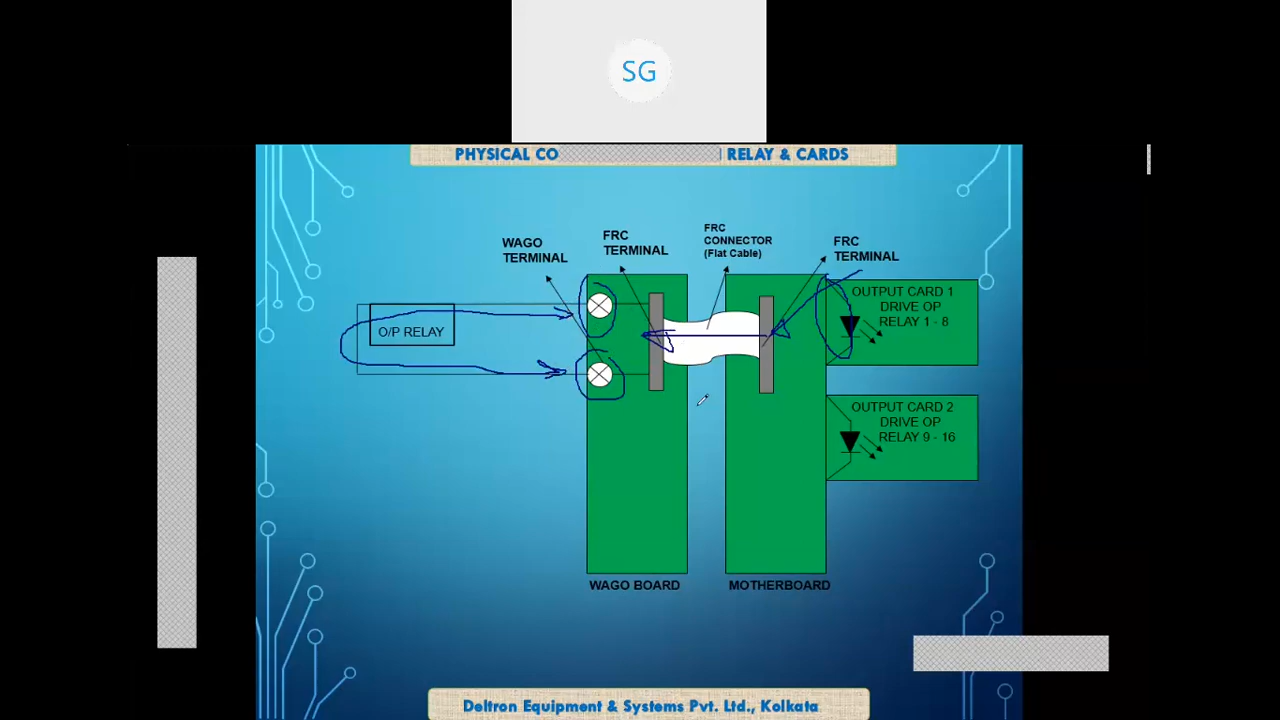 SG
PHYSICAL CO RELAY & CARDS
WAGO
TERMINAL
FRC
TERMINAL
FRC
CONNECTOR
(Flat Cable)
FRC
TERMINAL
O/P RELAY
OUTPUT CARD 1
DRIVE OP
RELAY 1 - 8
OUTPUT CARD 2
DRIVE OP
RELAY 9 - 16
WAGO BOARD
MOTHERBOARD
Deltron Equipment & Systems Pvt. Ltd., Kolkata